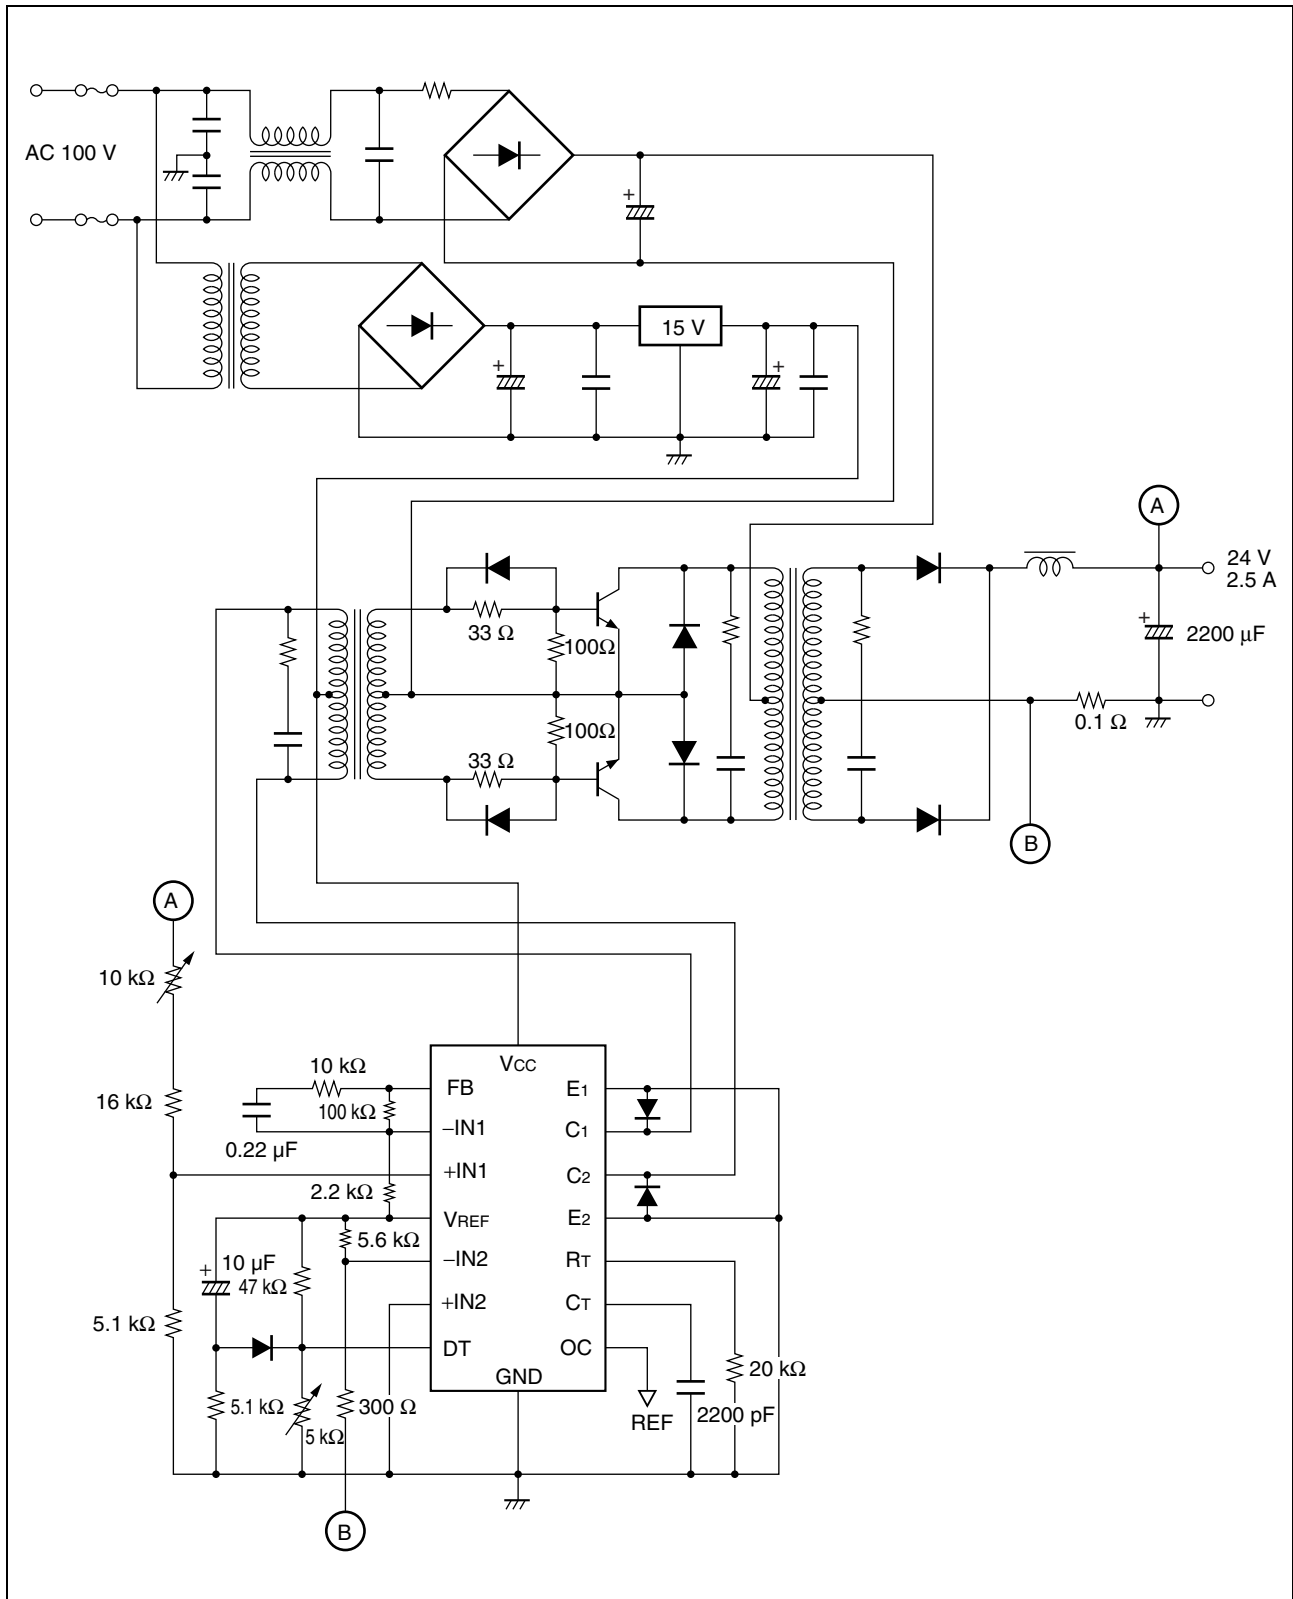 AC 100 V
15 V
A
24 V
2.5 A
33 Ω
100Ω
2200 μF
100Ω
0.1 Ω
33 Ω
B
A
10 kΩ
VCC
10 kΩ
FB
E1
16 kΩ
100 kΩ
−IN1
C1
0.22 μF
+IN1
C2
2.2 kΩ
VREF
E2
5.6 kΩ
10 μF
−IN2
RT
+
47 kΩ
+IN2
CT
5.1 kΩ
DT
OC
20 kΩ
GND
5.1 kΩ
300 Ω
2200 pF
REF
5 kΩ
B
+
+
+
+